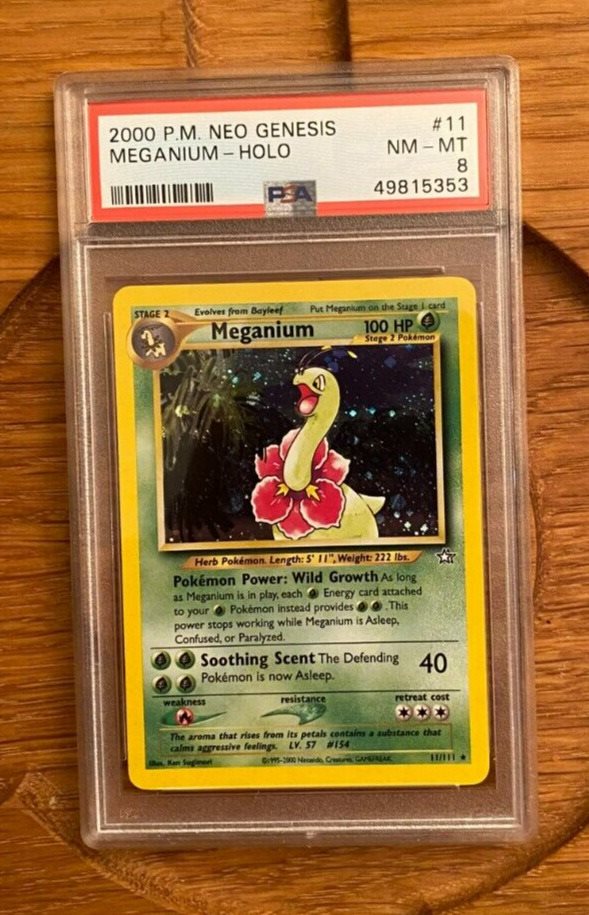 2000 P.M. NEO GENESIS #11
MEGANIUM - HOLO NM - MT
8
PSA 49815353
STAGE 2 Evolves from Bayleef Put Meganium on the Stage 1 card
Meganium 100 HP
Stage 2 Pokémon
Herb Pokémon. Length: 5' 11", Weight: 222 lbs.
Pokémon Power: Wild Growth As long
as Meganium is in play, each Energy card attached
to your Pokémon instead provides . This
power stops working while Meganium is Asleep,
Confused, or Paralyzed.
Soothing Scent The Defending 40
Pokémon is now Asleep.
weakness resistance retreat cost
The aroma that rises from its petals contains a substance that
calms aggressive feelings. LV. 57 #154
Illus. Ken Sugimori ©1995-2000 Nintendo, Creatures, GAMEFREAK. 11/111 ★